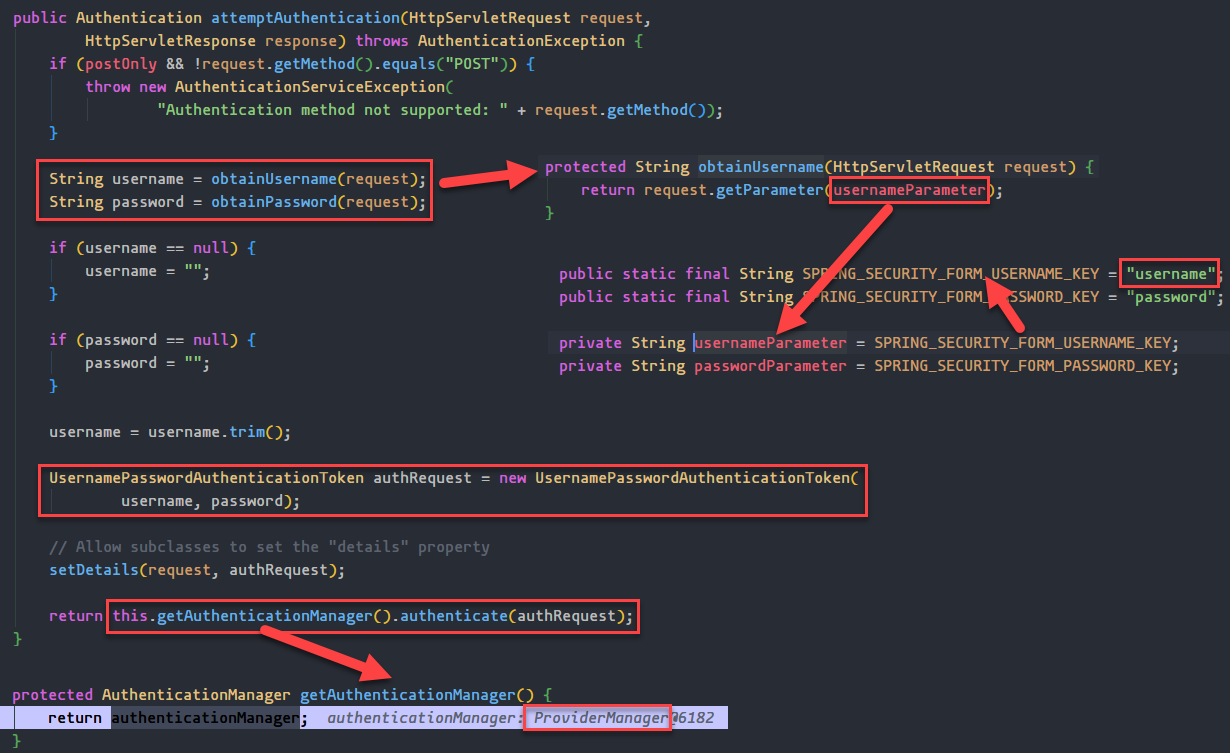 public Authentication attemptAuthentication(HttpServletRequest request,
HttpServletResponse response) throws AuthenticationException {
if (postOnly && !request.getMethod().equals("POST")) {
throw new AuthenticationServiceException(
"Authentication method not supported: " + request.getMethod());
}
String username = obtainUsername(request);
String password = obtainPassword(request);
if (username == null) {
username = "";
}
if (password == null) {
password = "";
}
username = username.trim();
UsernamePasswordAuthenticationToken authRequest = new UsernamePasswordAuthenticationToken(
username, password);
// Allow subclasses to set the "details" property
setDetails(request, authRequest);
return this.getAuthenticationManager().authenticate(authRequest);
}
protected String obtainUsername(HttpServletRequest request) {
return request.getParameter(usernameParameter);
}
public static final String SPRING_SECURITY_FORM_USERNAME_KEY = "username";
public static final String SPRING_SECURITY_FORM_PASSWORD_KEY = "password";
private String usernameParameter = SPRING_SECURITY_FORM_USERNAME_KEY;
private String passwordParameter = SPRING_SECURITY_FORM_PASSWORD_KEY;
protected AuthenticationManager getAuthenticationManager() {
return authenticationManager; authenticationManager: ProviderManager@6182
}